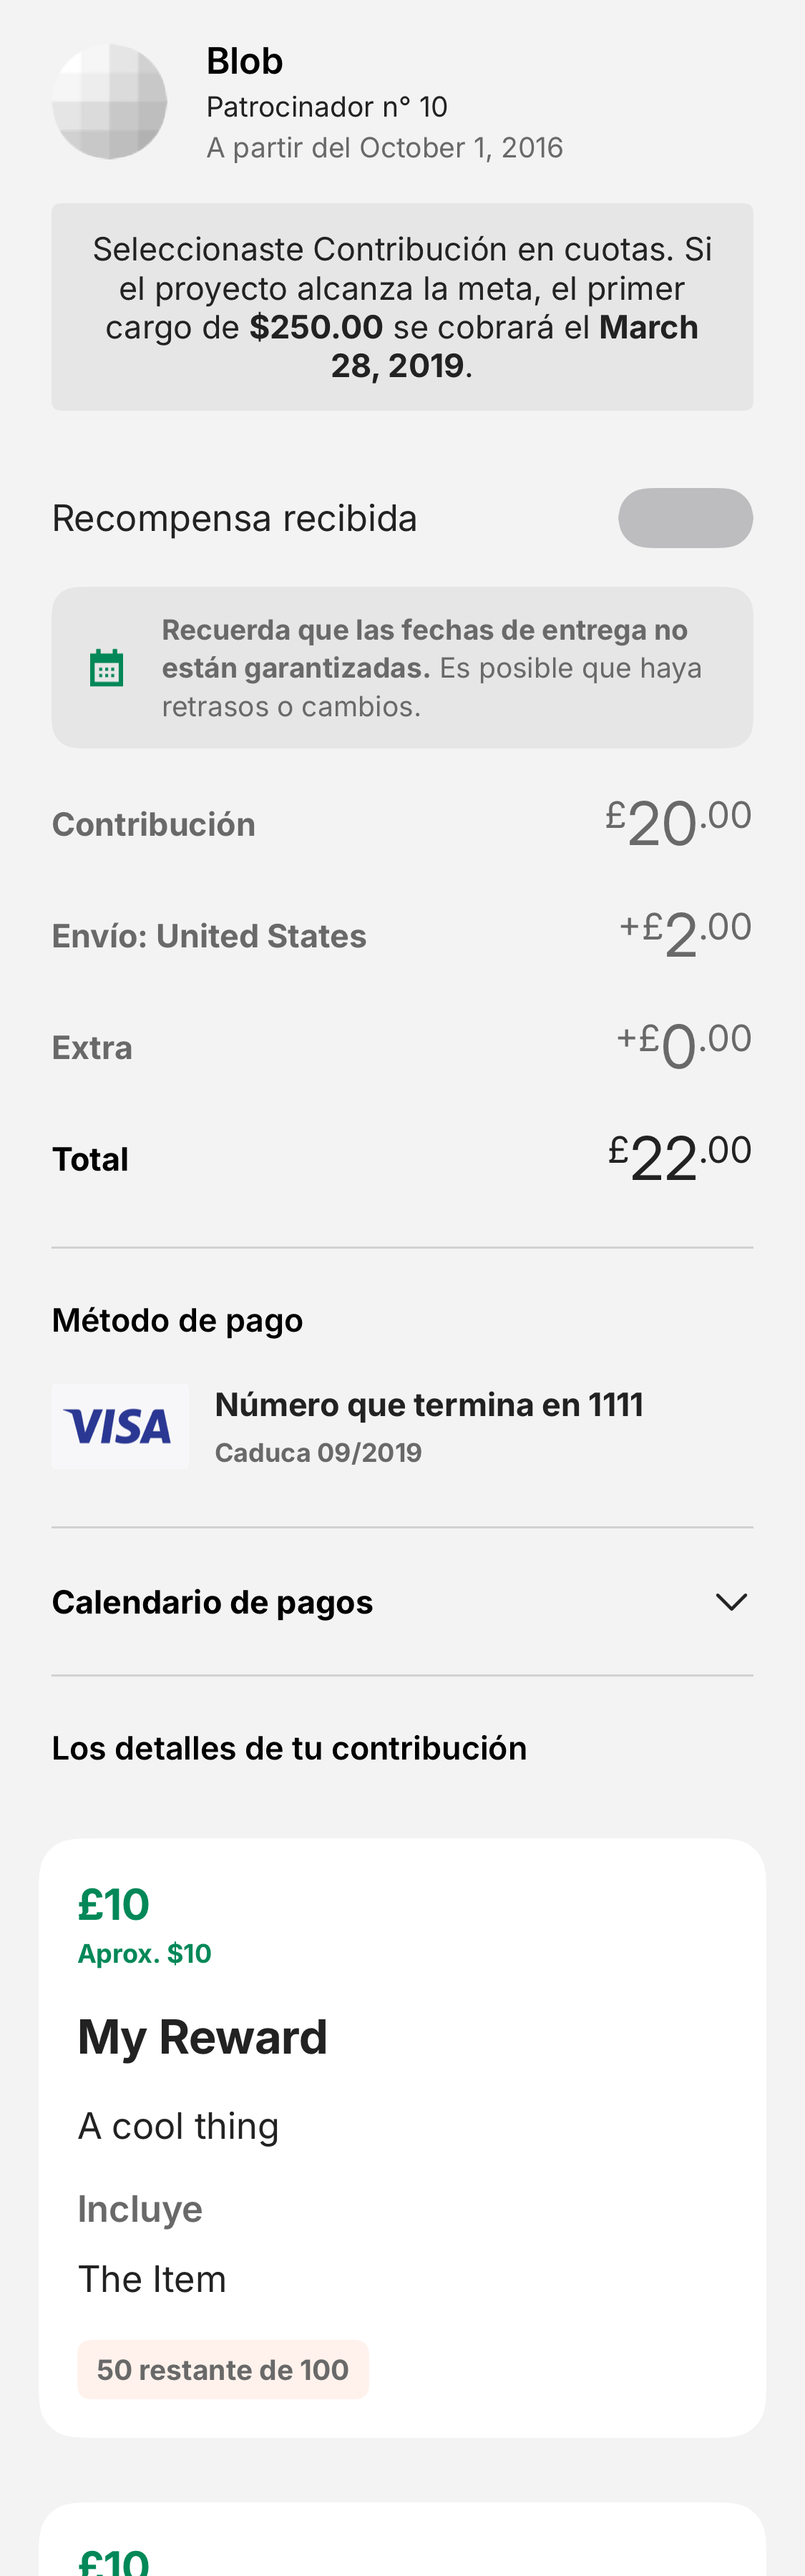 Blob
Patrocinador n° 10
A partir del October 1, 2016
Seleccionaste Contribución en cuotas. Si
el proyecto alcanza la meta, el primer
cargo de $250.00 se cobrará el March
28, 2019.
Recompensa recibida
Recuerda que las fechas de entrega no
están garantizadas. Es posible que haya
retrasos o cambios.
Contribución £20.00
Envío: United States +£2.00
Extra +£0.00
Total £22.00
Método de pago
VISA
Número que termina en 1111
Caduca 09/2019
Calendario de pagos
Los detalles de tu contribución
£10
Aprox. $10
My Reward
A cool thing
Incluye
The Item
50 restante de 100
£10